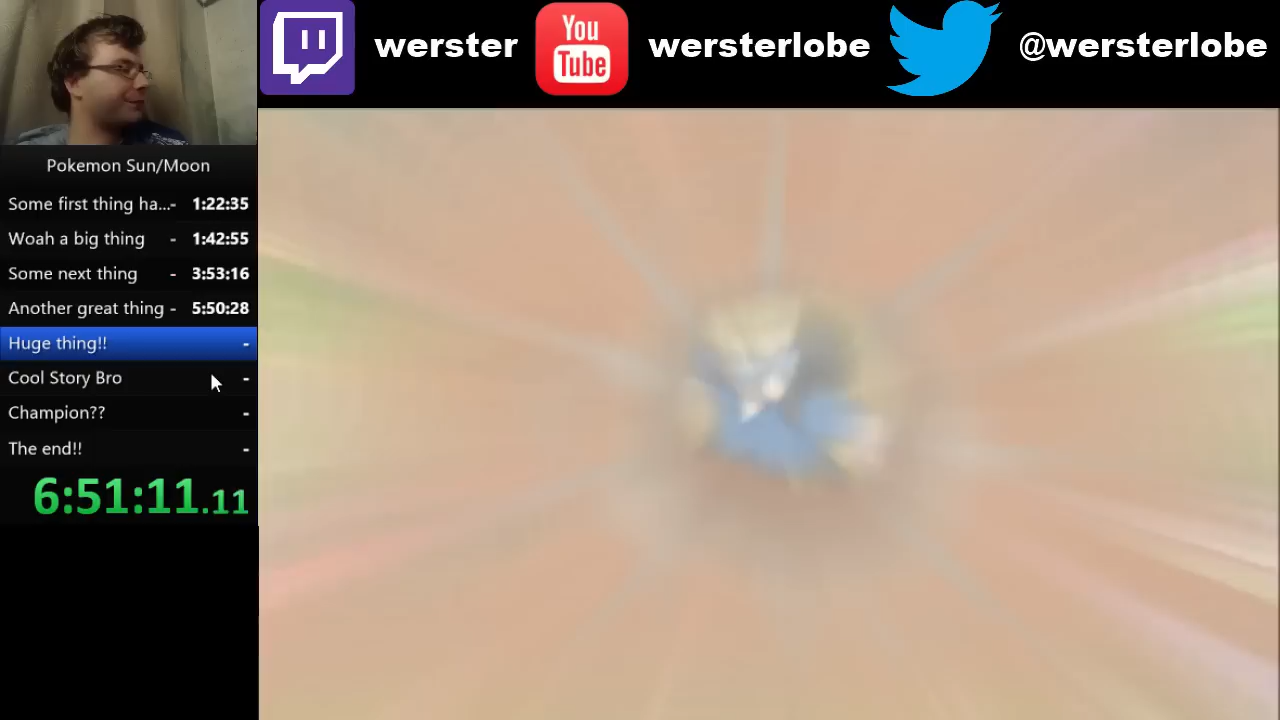 werster
You
Tube
wersterlobe
@wersterlobe
Pokemon Sun/Moon
Some first thing ha...- 1:22:35
Woah a big thing - 1:42:55
Some next thing - 3:53:16
Another great thing - 5:50:28
Huge thing!! -
Cool Story Bro -
Champion?? -
The end!! -
6:51:11.11